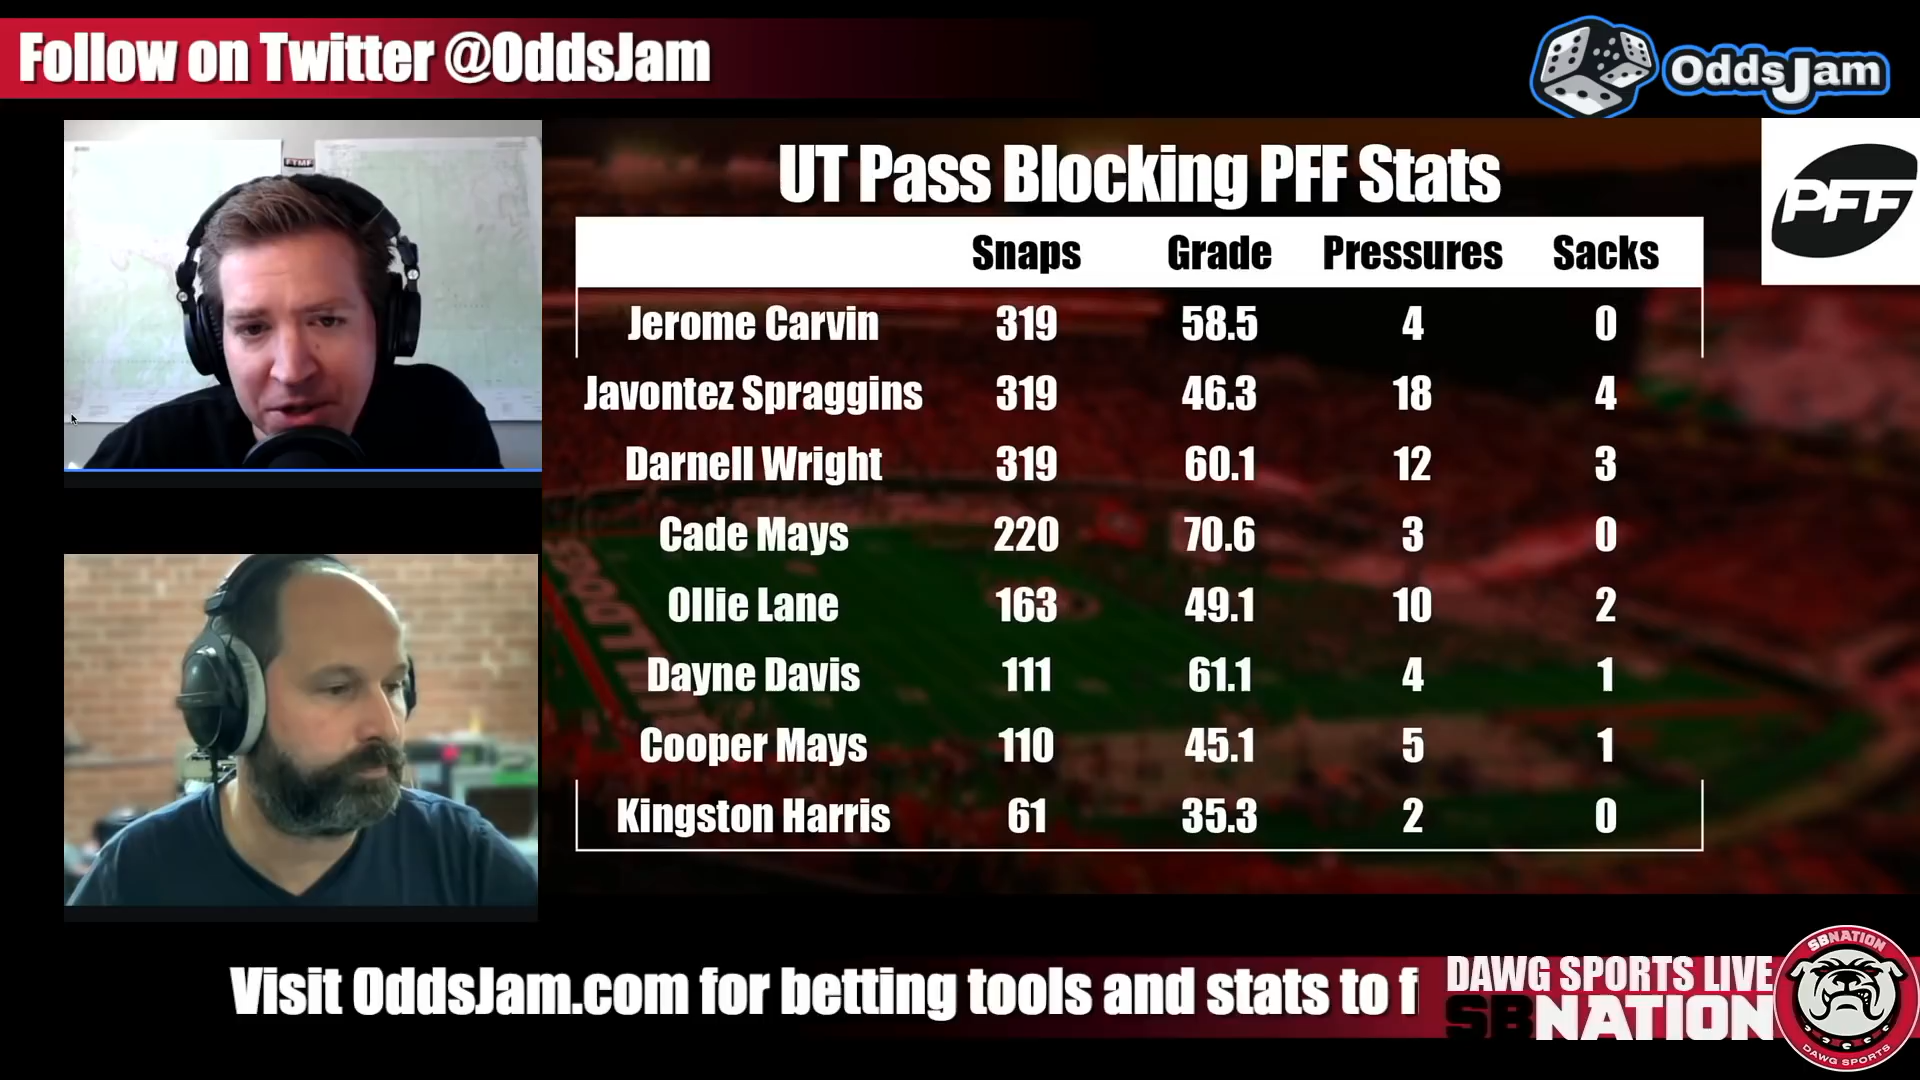 Follow on Twitter @OddsJam
OddsJam
FTMF
UT Pass Blocking PFF Stats
PFF
Snaps Grade Pressures Sacks
Jerome Carvin 319 58.5 4 0
Javontez Spraggins 319 46.3 18 4
Darnell Wright 319 60.1 12 3
Cade Mays 220 70.6 3 0
Ollie Lane 163 49.1 10 2
Dayne Davis 111 61.1 4 1
Cooper Mays 110 45.1 5 1
Kingston Harris 61 35.3 2 0
Visit OddsJam.com for betting tools and stats to f
DAWG SPORTS LIVE
SBNATION
SBNATION
DAWG SPORTS